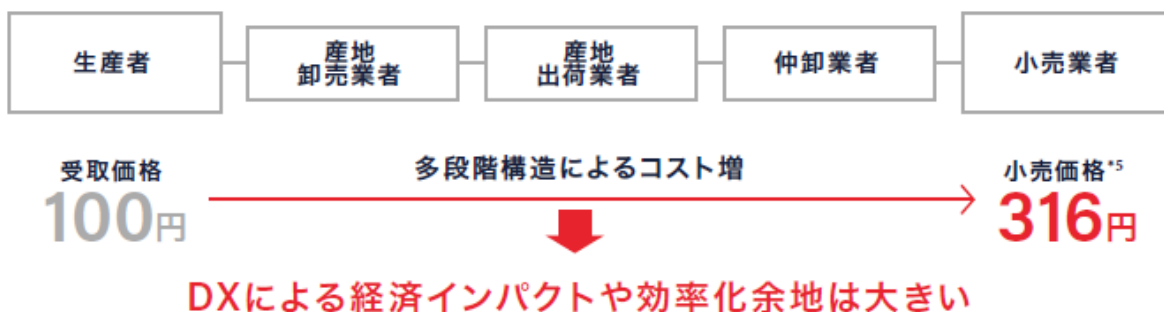 生産者
産地
卸売業者
産地
出荷業者
仲卸業者
小売業者
受取価格
多段階構造によるコスト増
小売価格*5
100円
316円
DXによる経済インパクトや効率化余地は大きい